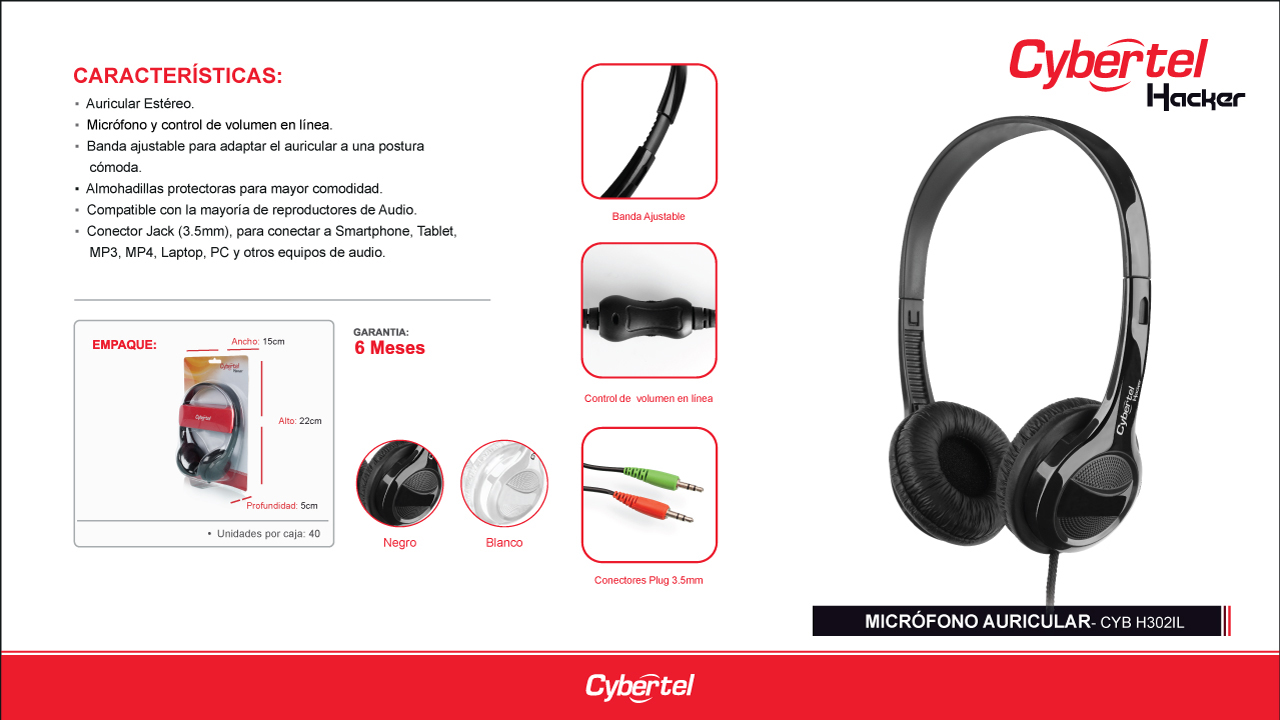 CARACTERÍSTICAS:
▪ Auricular Estéreo.
▪ Micrófono y control de volumen en línea.
▪ Banda ajustable para adaptar el auricular a una postura
cómoda.
▪ Almohadillas protectoras para mayor comodidad.
▪ Compatible con la mayoría de reproductores de Audio.
▪ Conector Jack (3.5mm), para conectar a Smartphone, Tablet,
MP3, MP4, Laptop, PC y otros equipos de audio.
EMPAQUE:
Ancho: 15cm
Cybertel
Hacker
Cybertel
Alto: 22cm
Profundidad: 5cm
▪ Unidades por caja: 40
GARANTIA:
6 Meses
Negro
Blanco
Banda Ajustable
Control de volumen en línea
Conectores Plug 3.5mm
Cybertel
Hacker
Cybertel
Hacker
MICRÓFONO AURICULAR- CYB H302IL
Cybertel